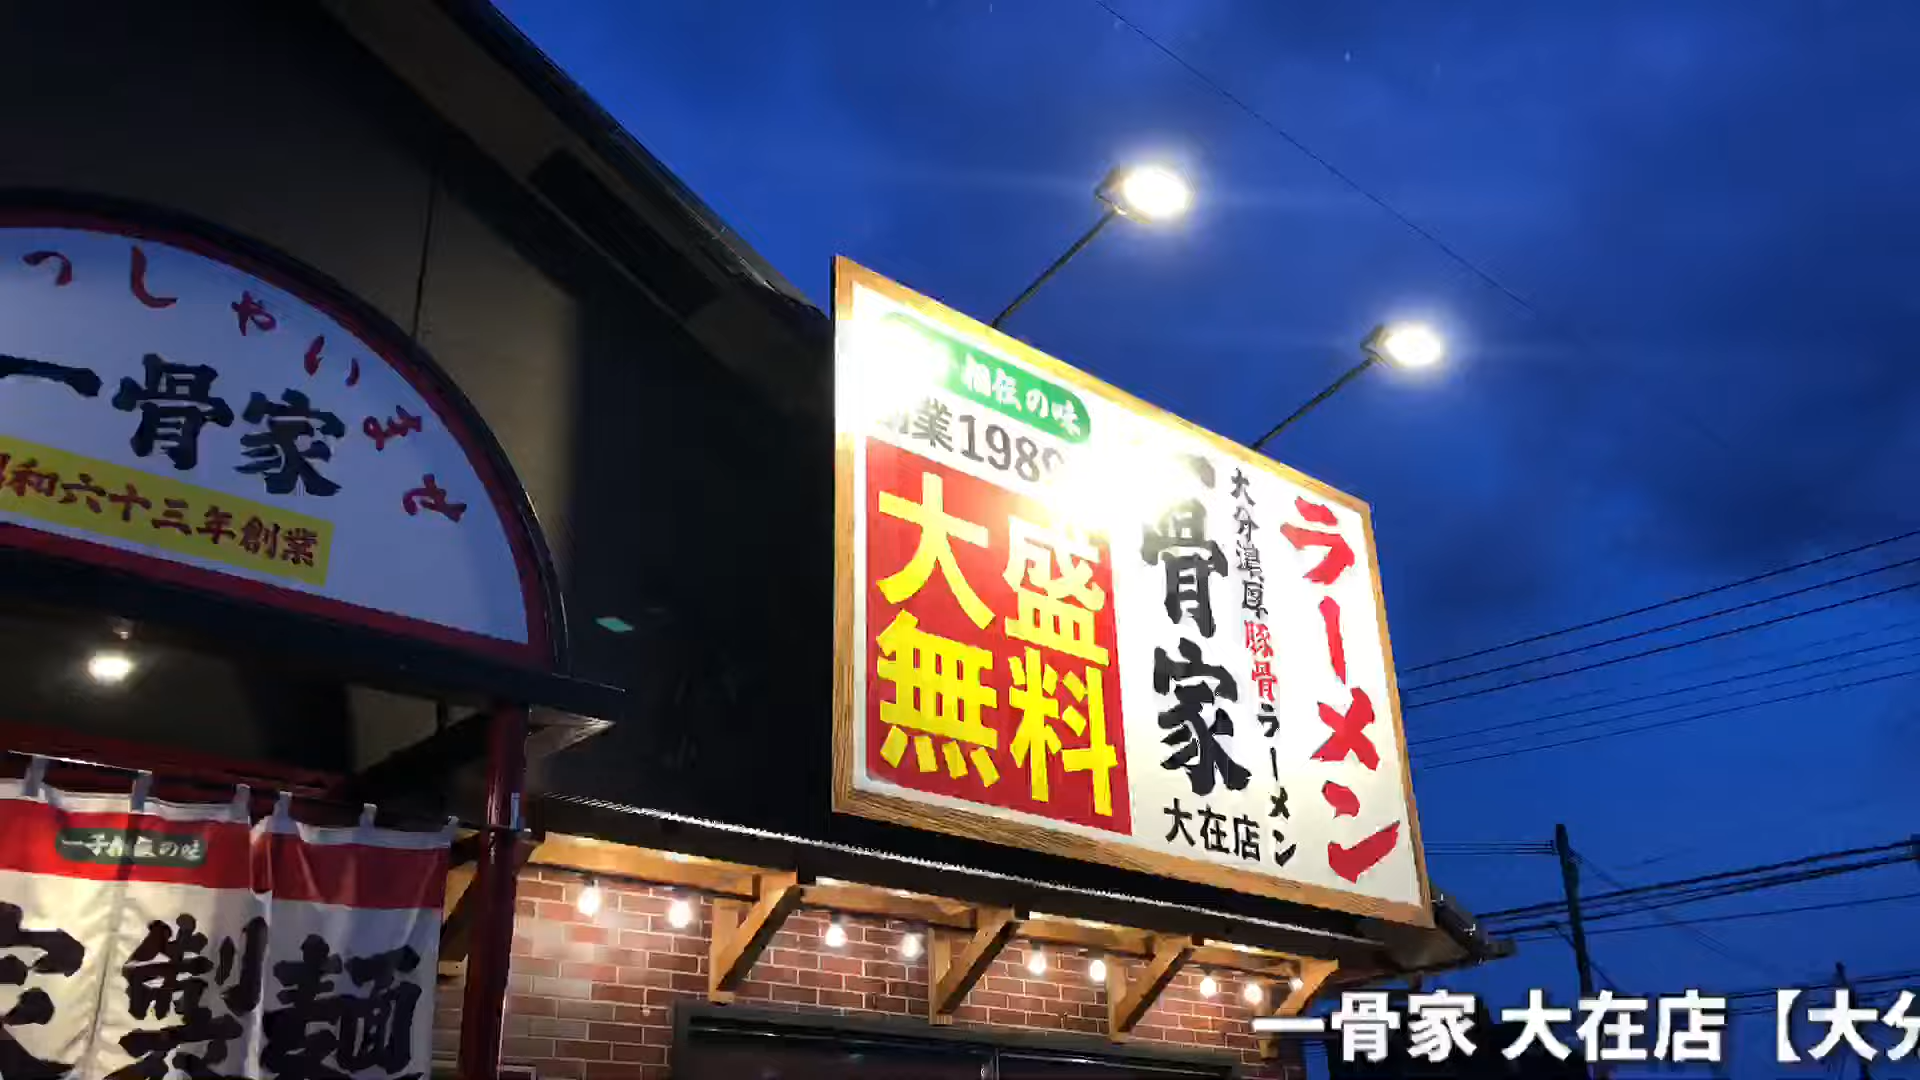 っしゃいませ
一骨家
和六十三年創業
一子相伝の味
製麺
家
相伝の味
創業1989
大盛
無料
骨家
大在店
大分濃厚豚骨ラーメン
ラーメン
一骨家 大在店【大分